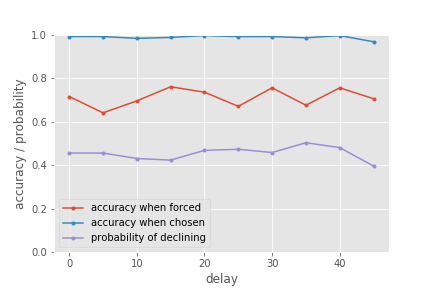 1.0
0.8
0.6
0.4
0.2
0.0
accuracy / probability
accuracy when forced
accuracy when chosen
probability of declining
0 10 20 30 40
delay